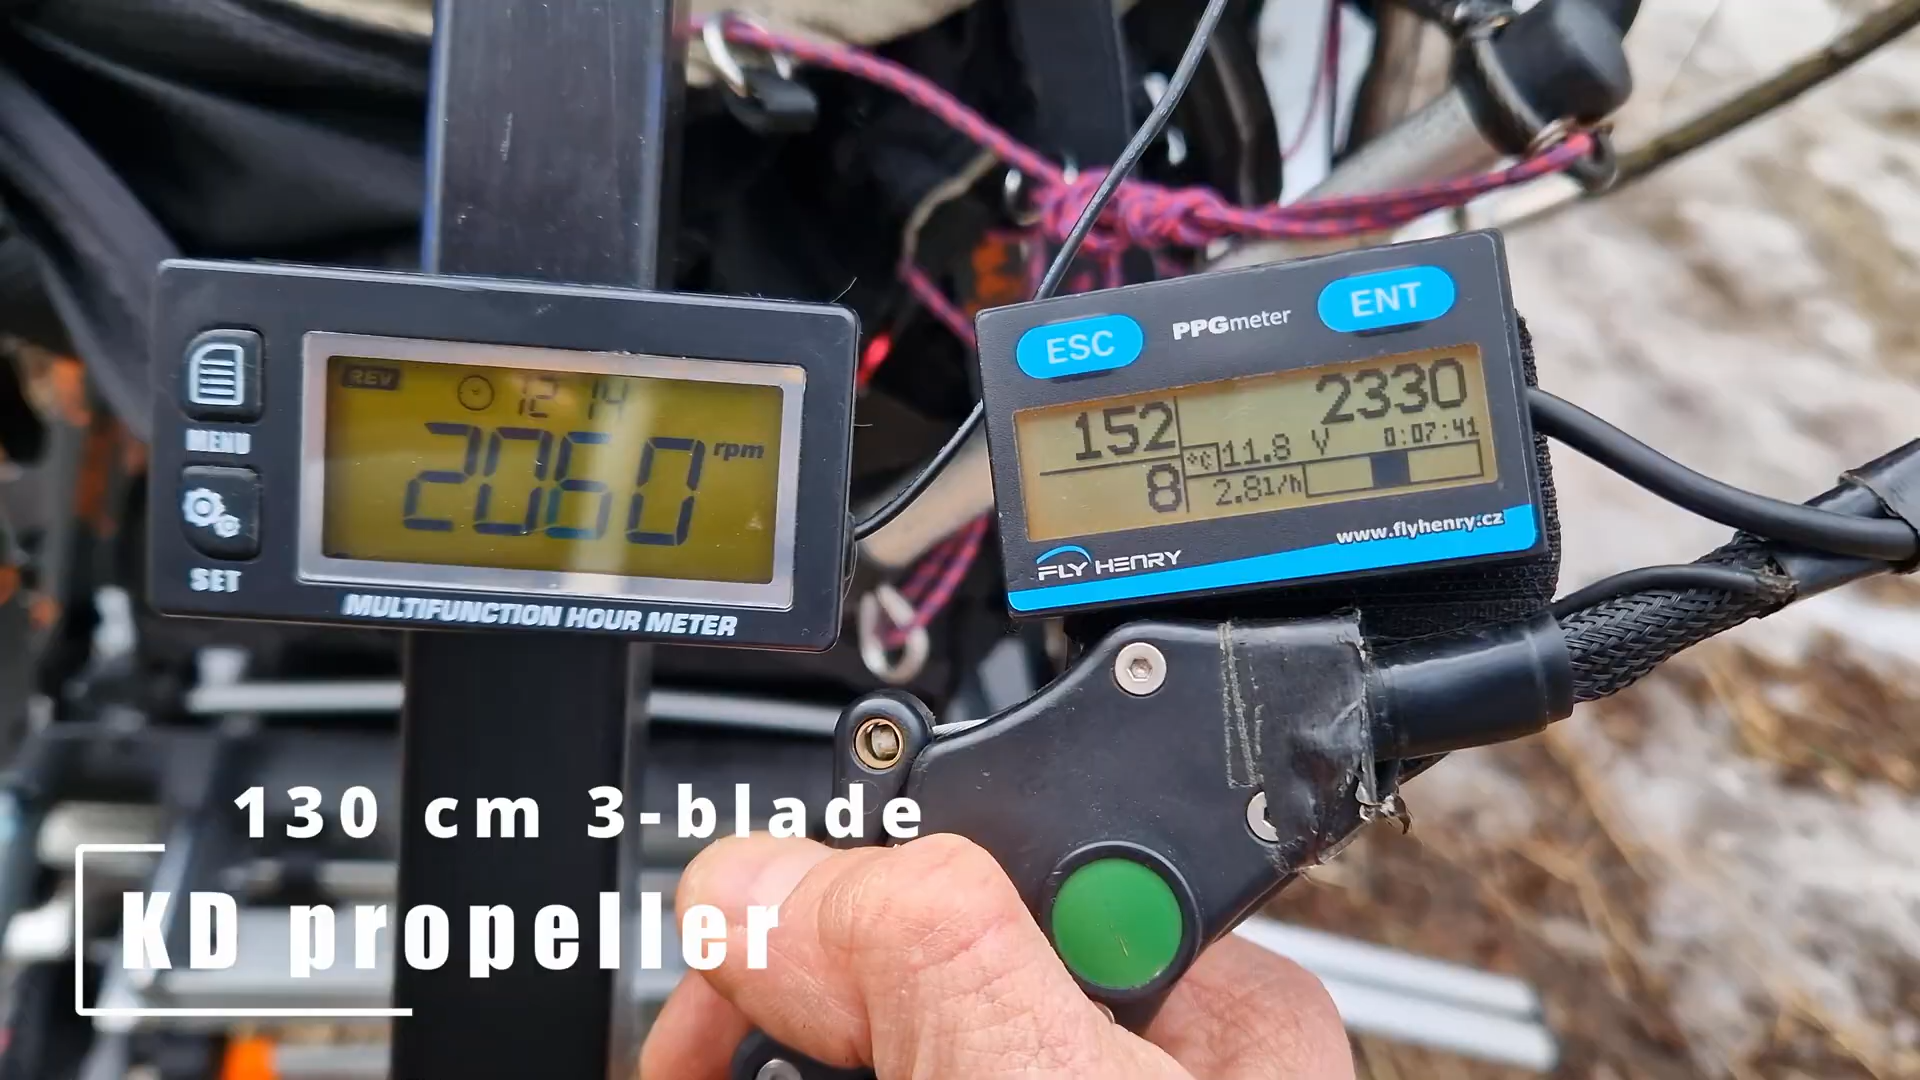 REV
12 14
2060 rpm
MENU
SET
MULTIFUNCTION HOUR METER
ESC
PPGmeter
ENT
152
2330
°C 11.8 V 0:07:41
8
2.8l/h
www.flyhenry.cz
FLY HENRY
130 cm 3-blade
KD propeller